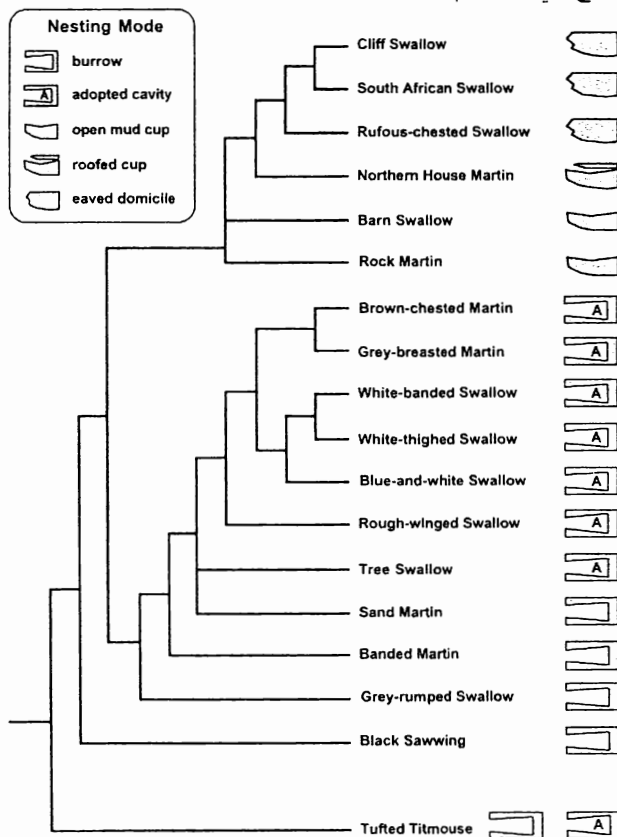 Nesting Mode
burrow
A adopted cavity
open mud cup
roofed cup
eaved domicile
Cliff Swallow
South African Swallow
Rufous-chested Swallow
Northern House Martin
Barn Swallow
Rock Martin
Brown-chested Martin A
Grey-breasted Martin A
White-banded Swallow A
White-thighed Swallow A
Blue-and-white Swallow A
Rough-winged Swallow A
Tree Swallow A
Sand Martin
Banded Martin
Grey-rumped Swallow
Black Sawwing
Tufted Titmouse A